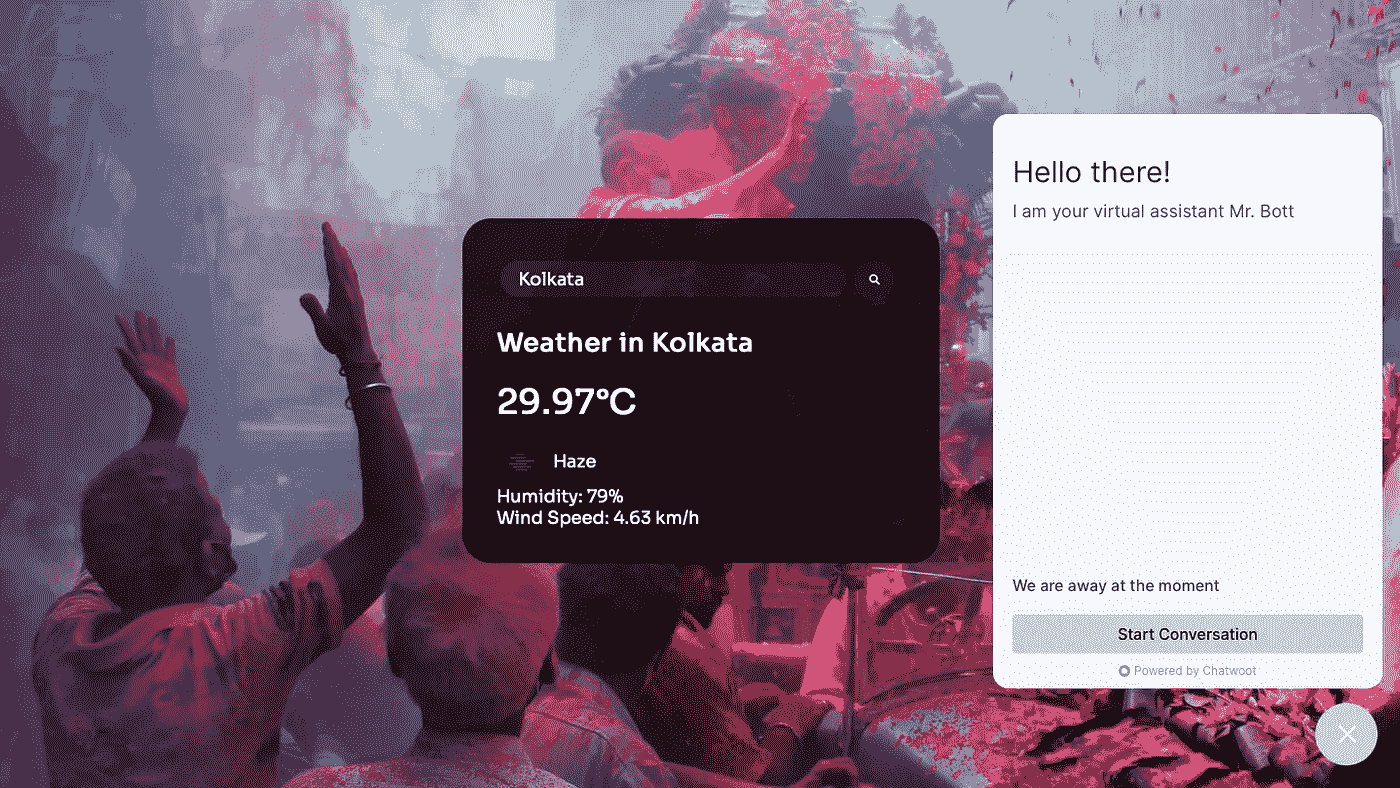 Kolkata
Weather in Kolkata
29.97°C
Haze
Humidity: 79%
Wind Speed: 4.63 km/h
Hello there!
I am your virtual assistant Mr. Bott
We are away at the moment
Start Conversation
Powered by Chatwoot